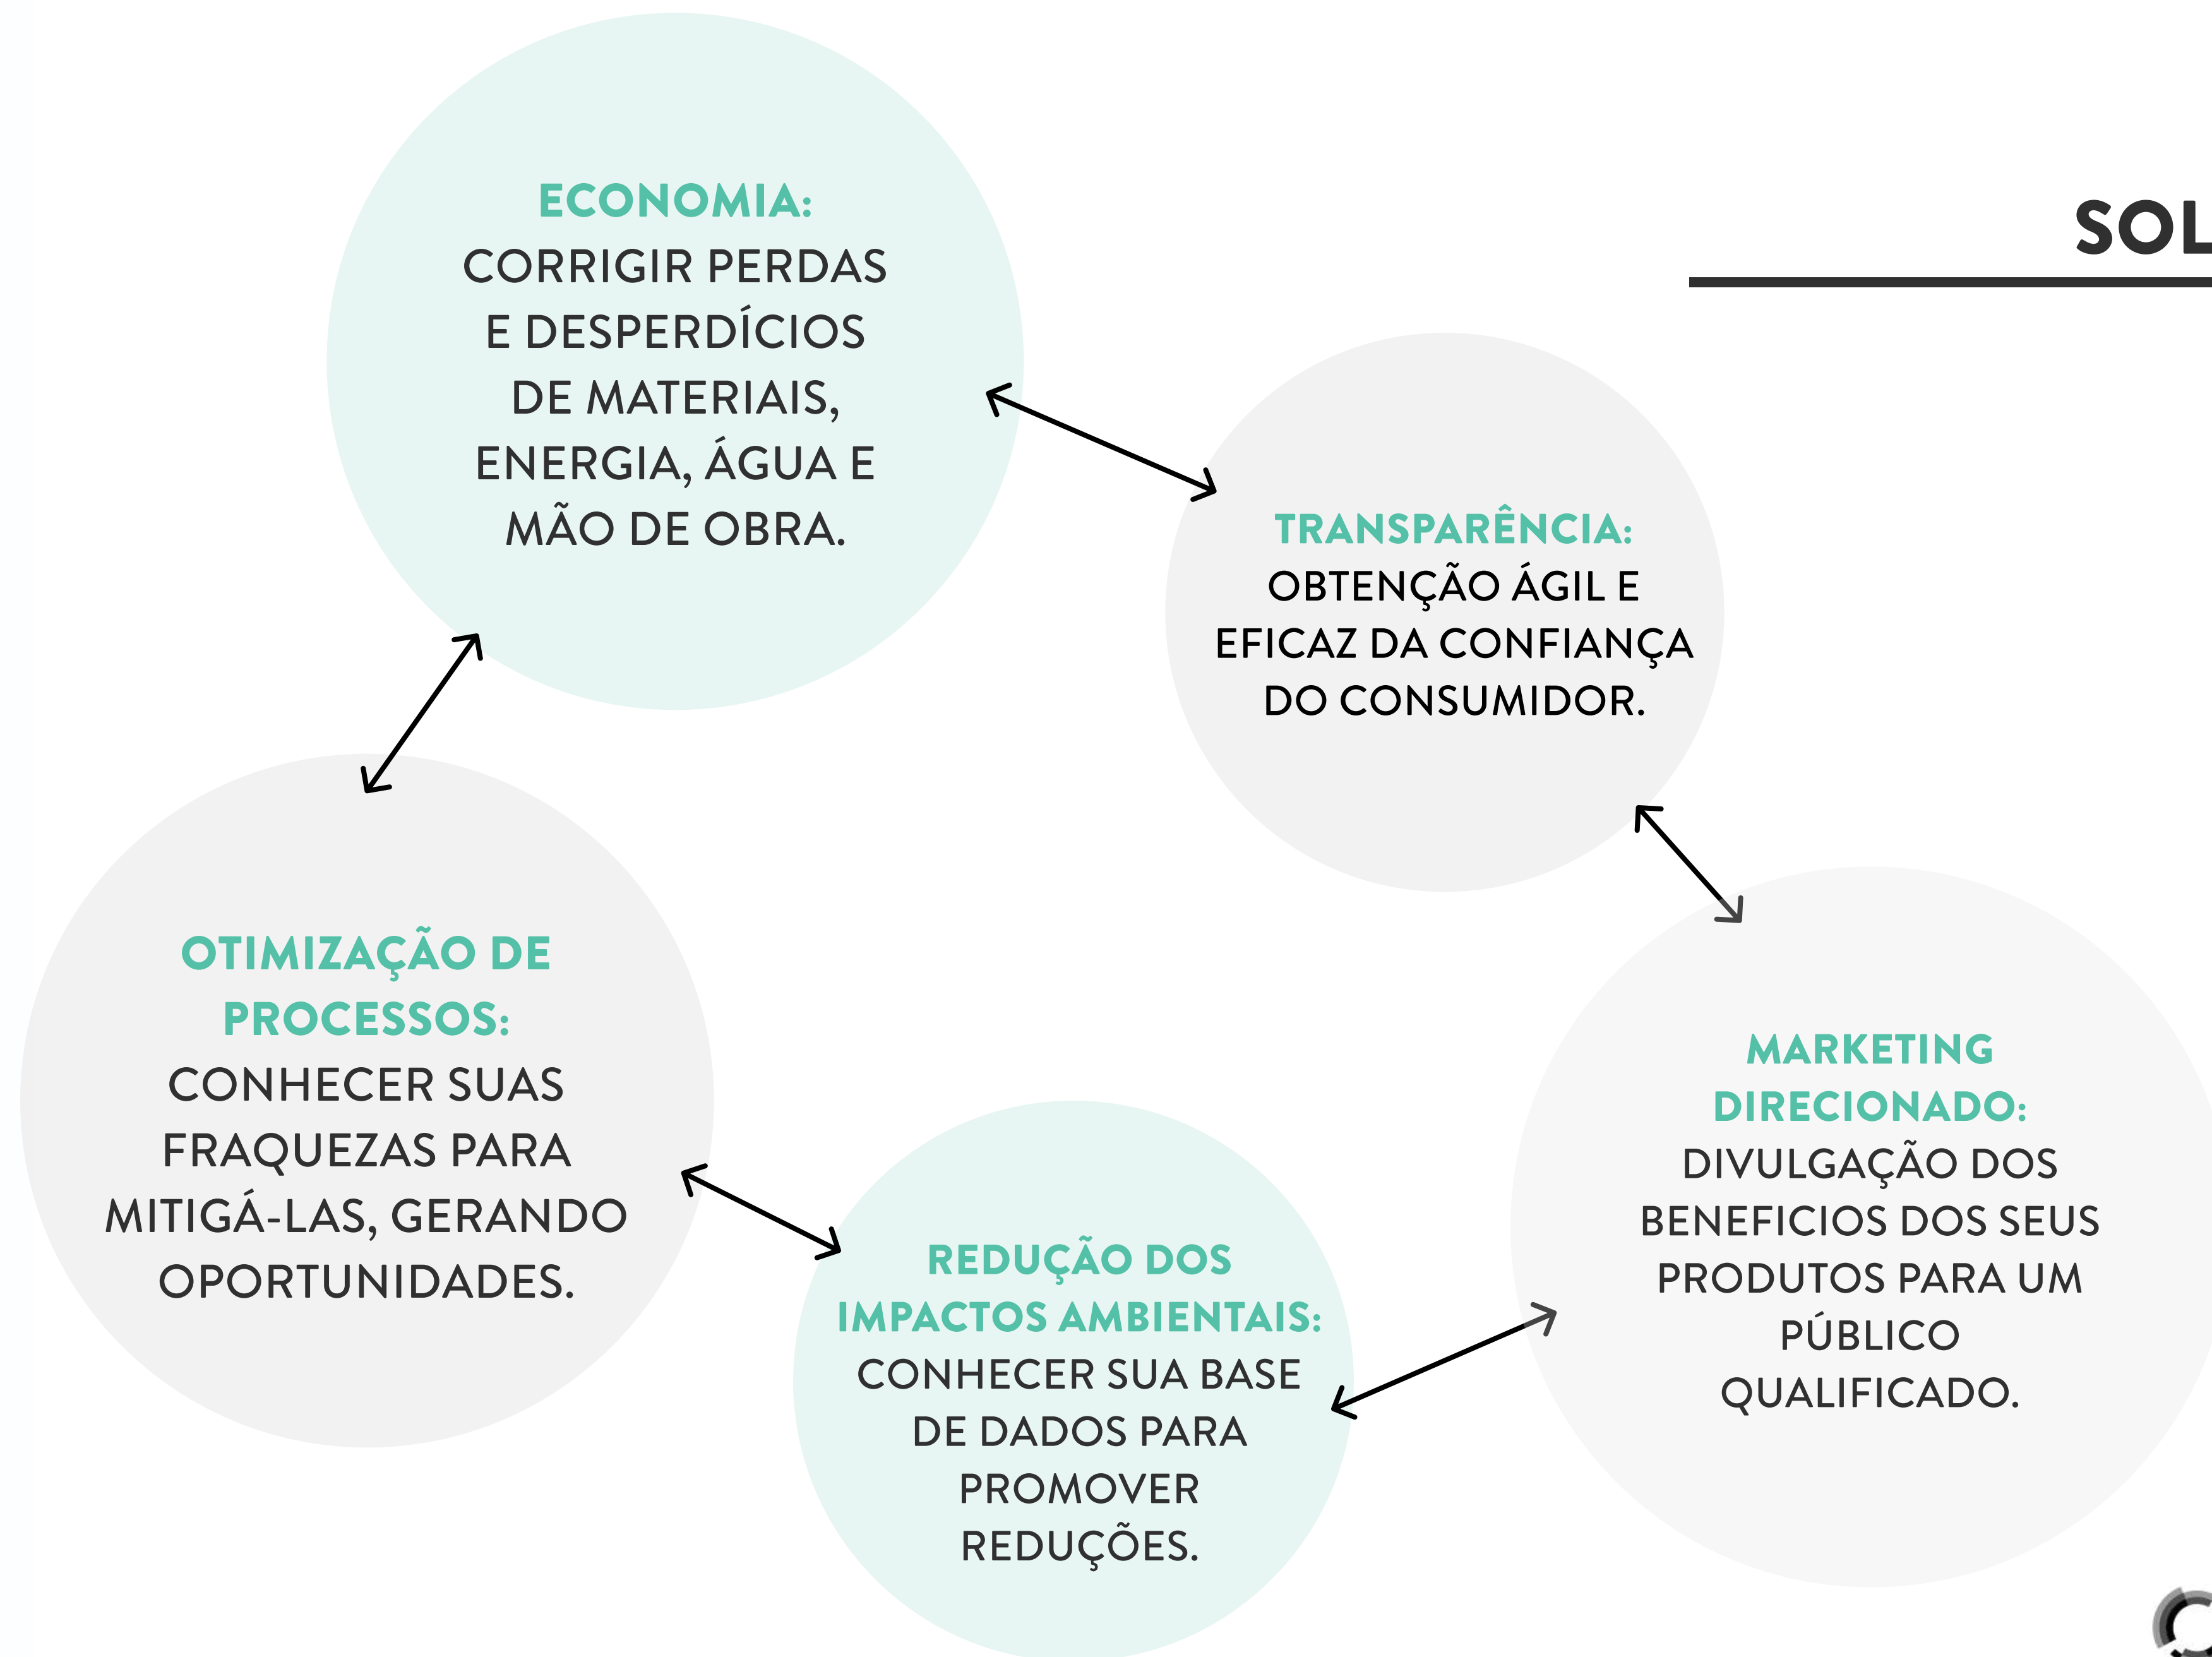 ECONOMIA:
CORRIGIR PERDAS
E DESPERDÍCIOS
DE MATERIAIS,
ENERGIA, ÁGUA E
MÃO DE OBRA.
SOL
TRANSPARÊNCIA:
OBTENÇÃO ÁGIL E
EFICAZ DA CONFIANÇA
DO CONSUMIDOR.
OTIMIZAÇÃO DE
PROCESSOS:
CONHECER SUAS
FRAQUEZAS PARA
MITIGÁ-LAS, GERANDO
OPORTUNIDADES.
MARKETING
DIRECIONADO:
DIVULGAÇÃO DOS
BENEFICIOS DOS SEUS
PRODUTOS PARA UM
PÚBLICO
QUALIFICADO.
REDUÇÃO DOS
IMPACTOS AMBIENTAIS:
CONHECER SUA BASE
DE DADOS PARA
PROMOVER
REDUÇÕES.